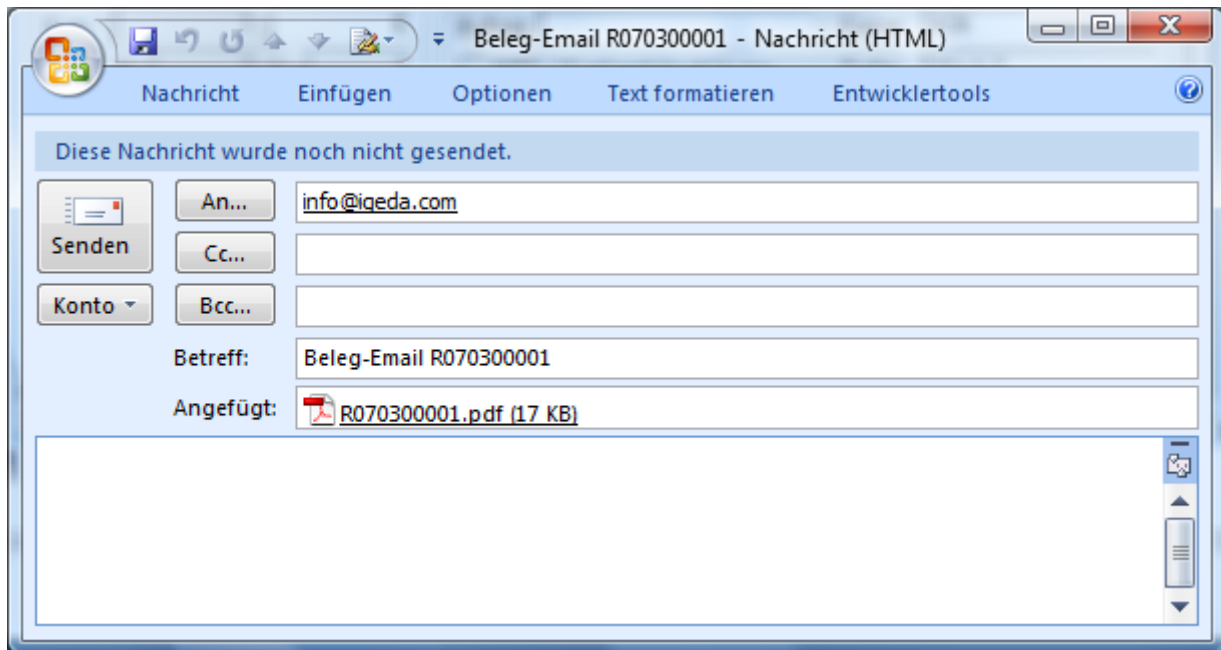 Beleg-Email R070300001 - Nachricht (HTML)
Nachricht Einfügen Optionen Text formatieren Entwicklertools
Diese Nachricht wurde noch nicht gesendet.
Senden
An... info@iqeda.com
Cc...
Konto Bcc...
Betreff: Beleg-Email R070300001
Angefügt: R070300001.pdf (17 KB)